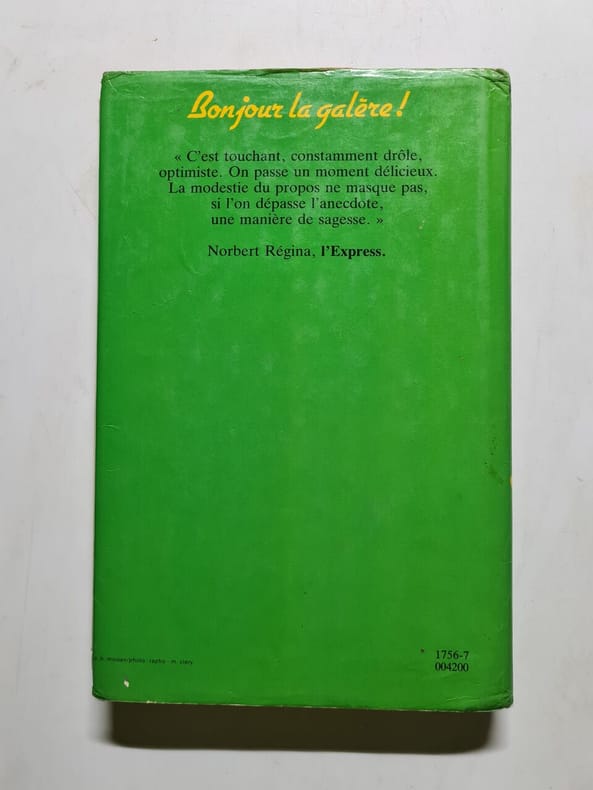 Bonjour la galère !
« C'est touchant, constamment drôle,
optimiste. On passe un moment délicieux.
La modestie du propos ne masque pas,
si l'on dépasse l'anecdote,
une manière de sagesse. »
Norbert Régina, l'Express.
1756-7
004200